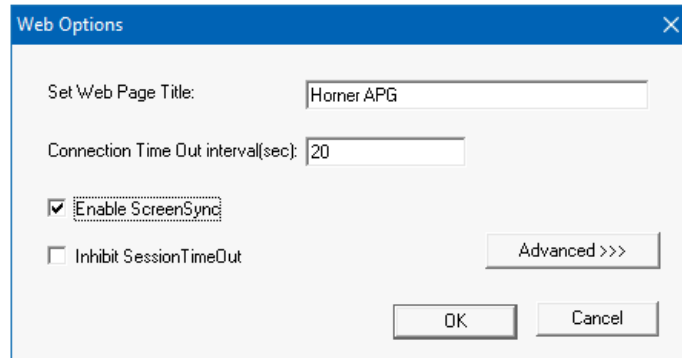 Web Options
Set Web Page Title: Horner APG
Connection Time Out interval(sec): 20
Enable ScreenSync
Inhibit SessionTimeOut
Advanced >>>
OK Cancel